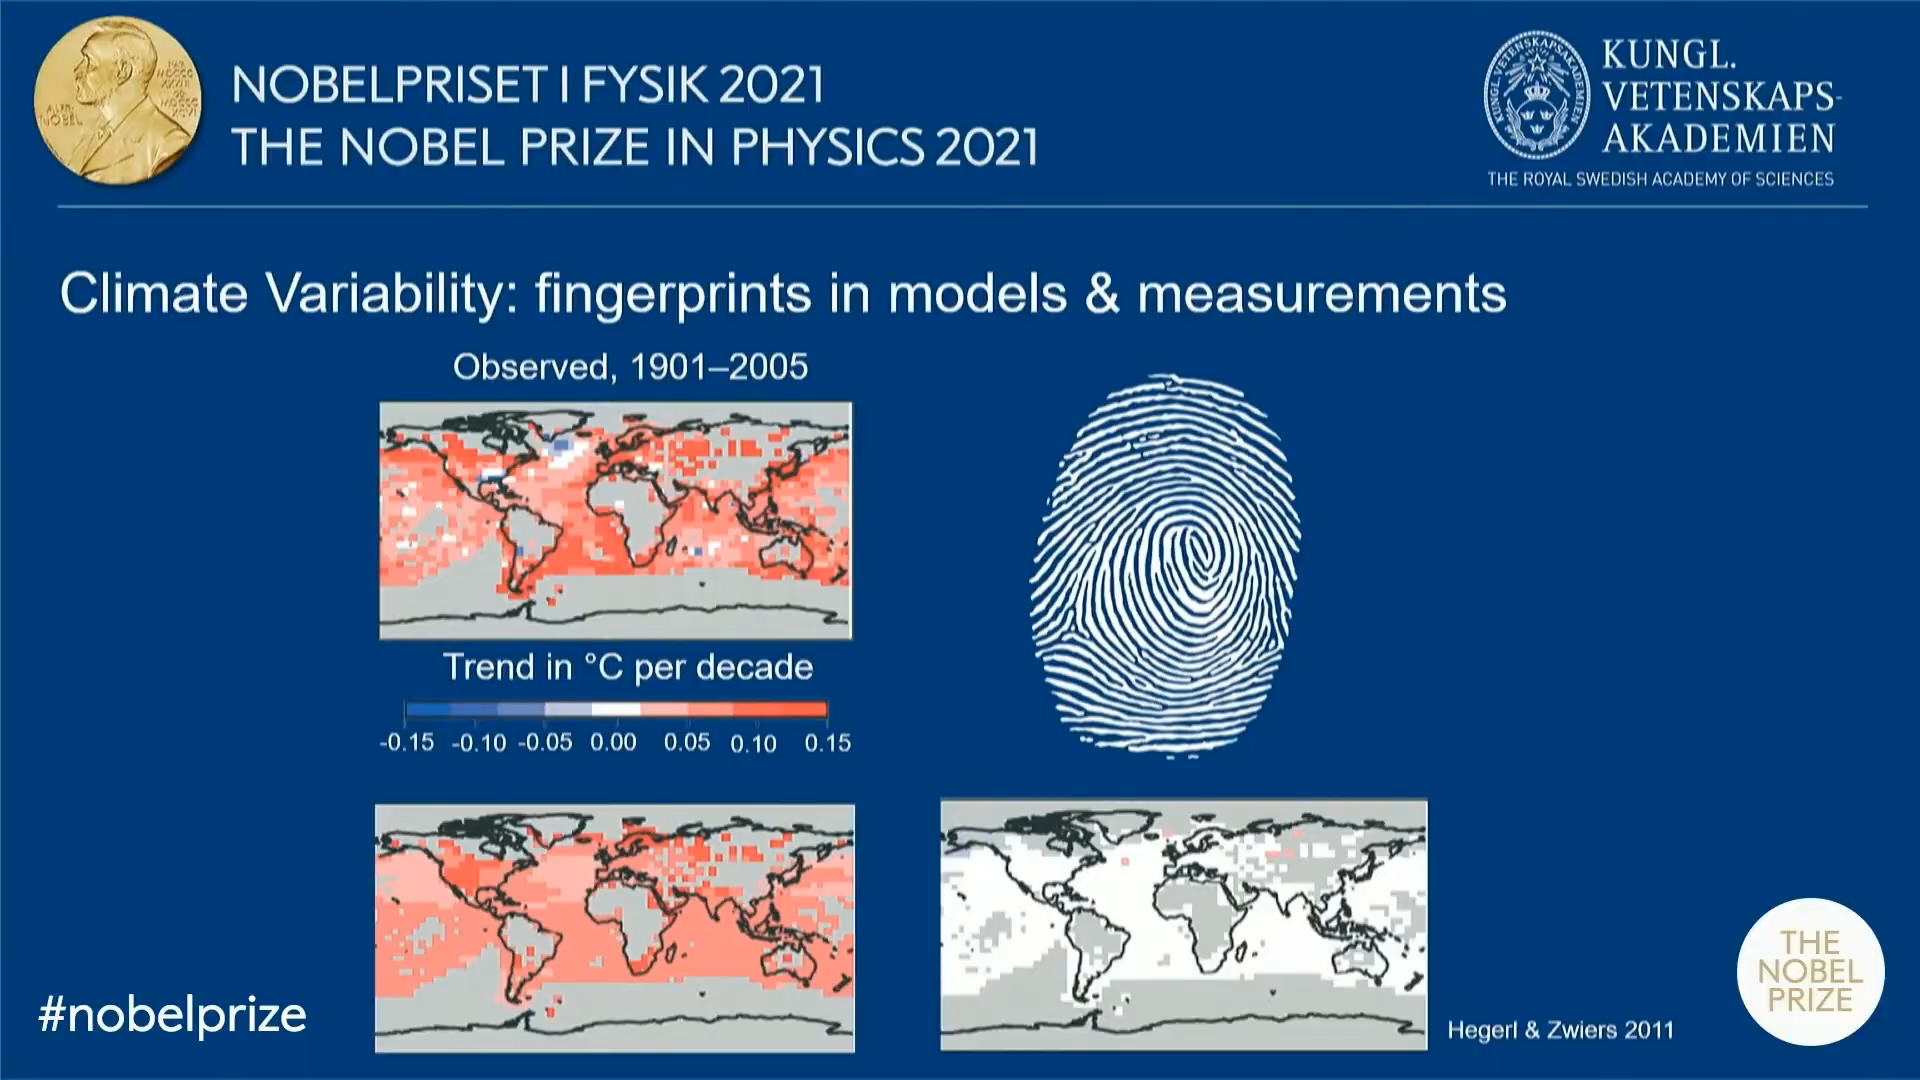 NOBELPRISET I FYSIK 2021
THE NOBEL PRIZE IN PHYSICS 2021
KUNGL.
VETENSKAPS-
AKADEMIEN
THE ROYAL SWEDISH ACADEMY OF SCIENCES
Climate Variability: fingerprints in models & measurements
Observed, 1901–2005
Trend in °C per decade
-0.15 -0.10 -0.05 0.00 0.05 0.10 0.15
#nobelprize
Hegerl & Zwiers 2011
THE
NOBEL
PRIZE